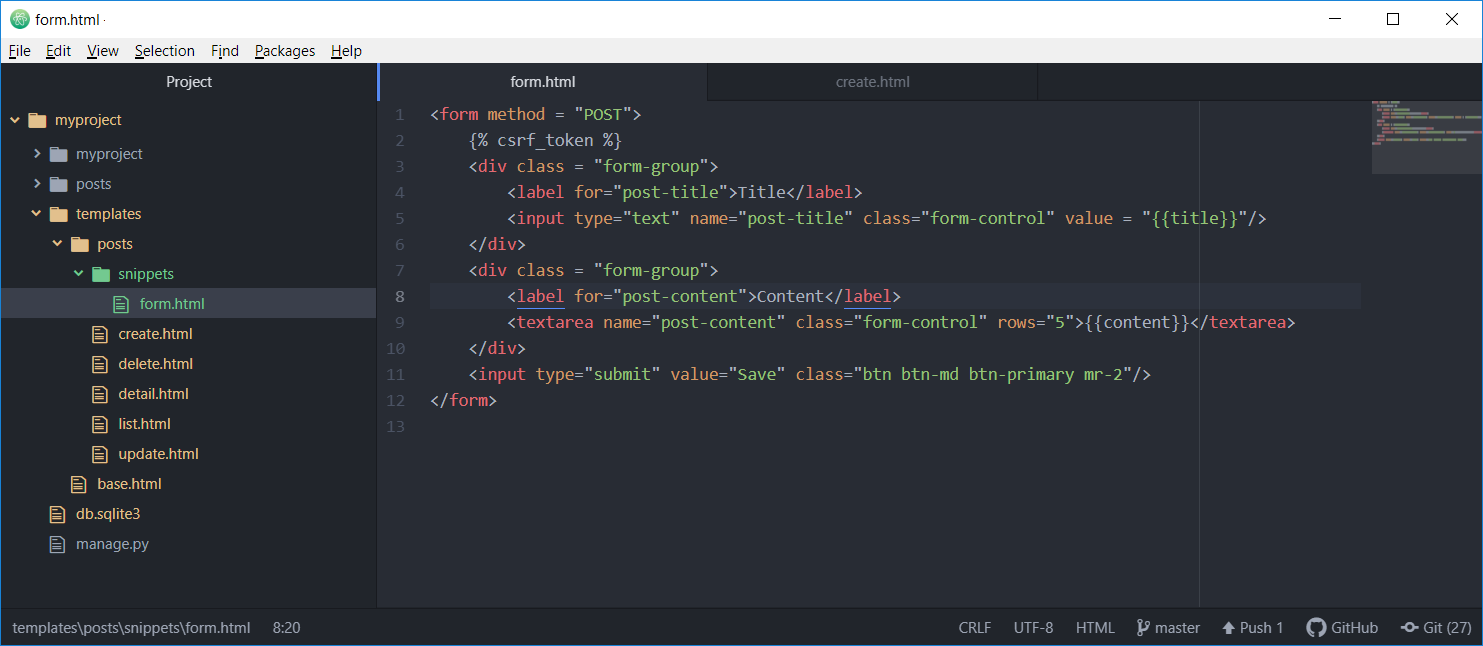 form.html
File Edit View Selection Find Packages Help
Project
myproject
myproject
posts
templates
posts
snippets
form.html
create.html
delete.html
detail.html
list.html
update.html
base.html
db.sqlite3
manage.py
form.html create.html
1 <form method = "POST">
2 {% csrf_token %}
3 <div class = "form-group">
4 <label for="post-title">Title</label>
5 <input type="text" name="post-title" class="form-control" value = "{{title}}"/>
6 </div>
7 <div class = "form-group">
8 <label for="post-content">Content</label>
9 <textarea name="post-content" class="form-control" rows="5">{{content}}</textarea>
10 </div>
11 <input type="submit" value="Save" class="btn btn-md btn-primary mr-2"/>
12 </form>
13
templates\posts\snippets\form.html 8:20 CRLF UTF-8 HTML master Push 1 GitHub Git (27)